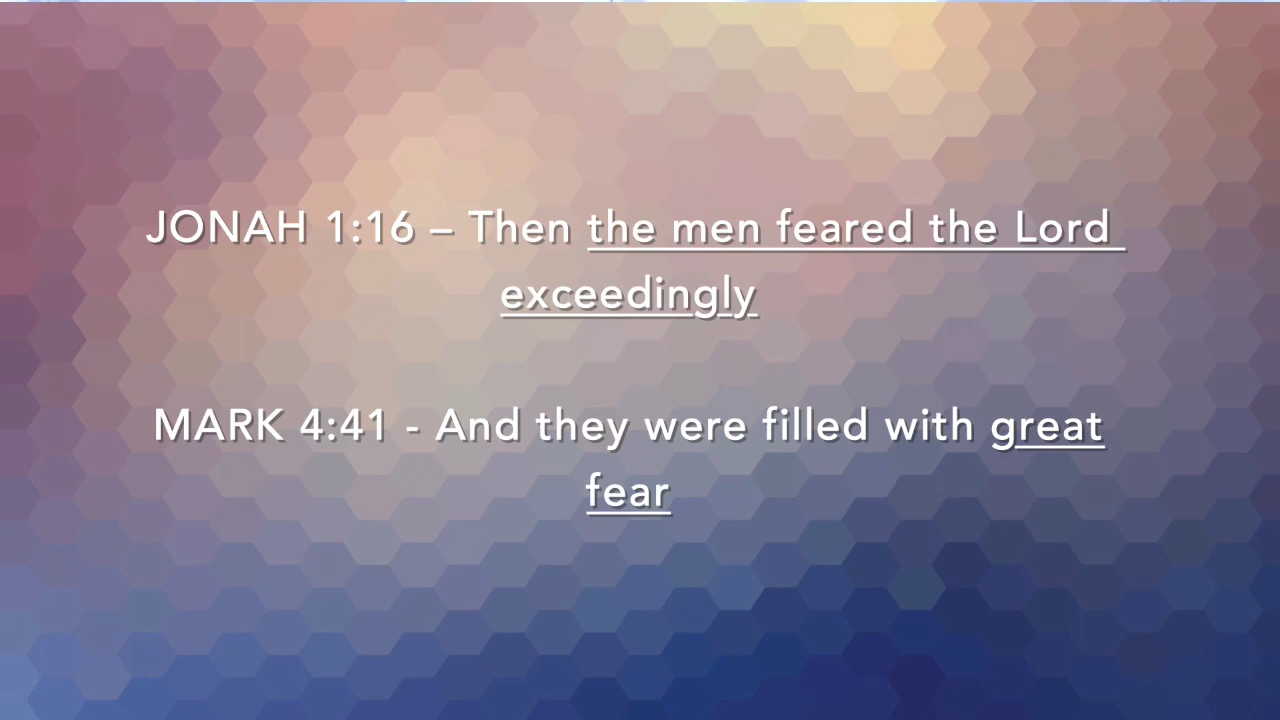 JONAH 1:16 – Then the men feared the Lord
exceedingly
MARK 4:41 - And they were filled with great
fear